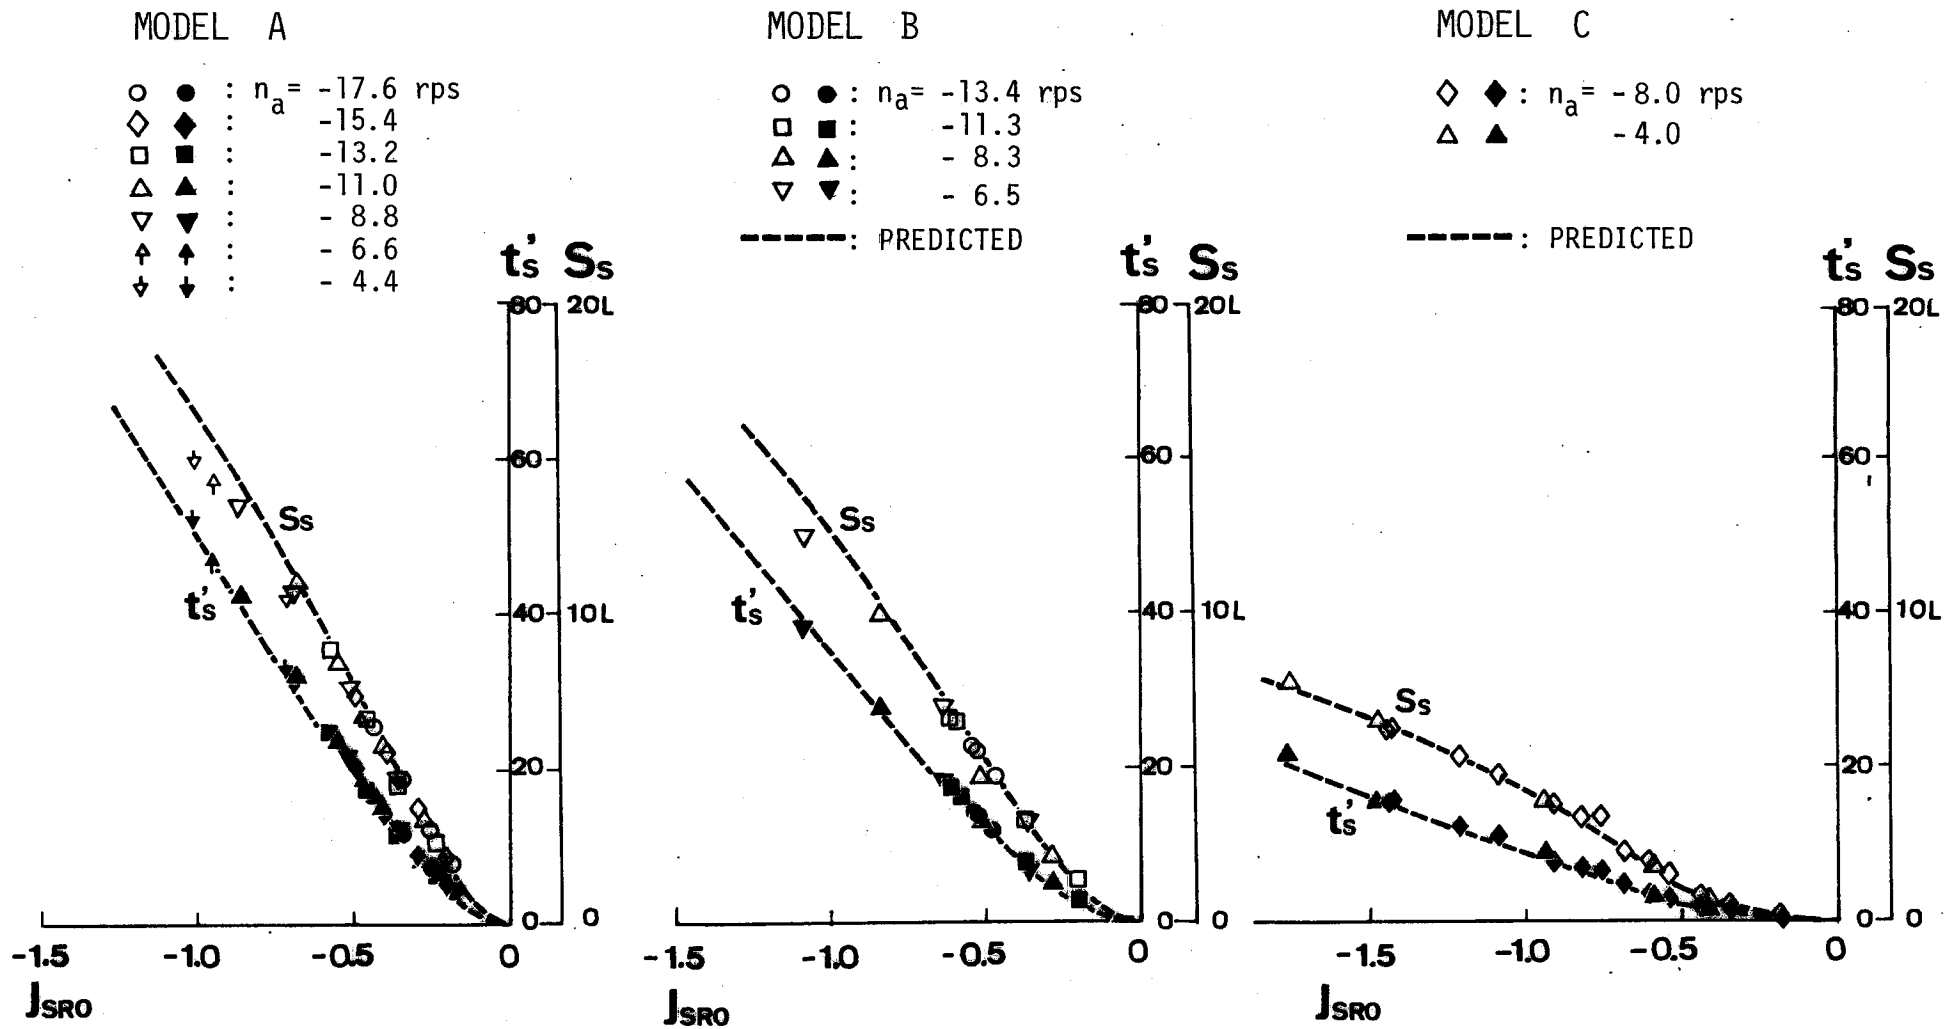 MODEL A
: nₐ= -17.6 rps
: -15.4
: -13.2
: -11.0
: - 8.8
: - 6.6
: - 4.4
t's Ss
80 20L
60
40 10L
20
0 0
Ss
t's
-1.5 -1.0 -0.5 0
JSRO
MODEL B
: nₐ= -13.4 rps
: -11.3
: - 8.3
: - 6.5
: PREDICTED
t's Ss
80 20L
60
40 10L
20
0 0
Ss
t's
-1.5 -1.0 -0.5 0
JSRO
MODEL C
: nₐ= - 8.0 rps
- 4.0
: PREDICTED
t's Ss
80 20L
60
40 10L
20
0 0
Ss
t's
-1.5 -1.0 -0.5 0
JSRO